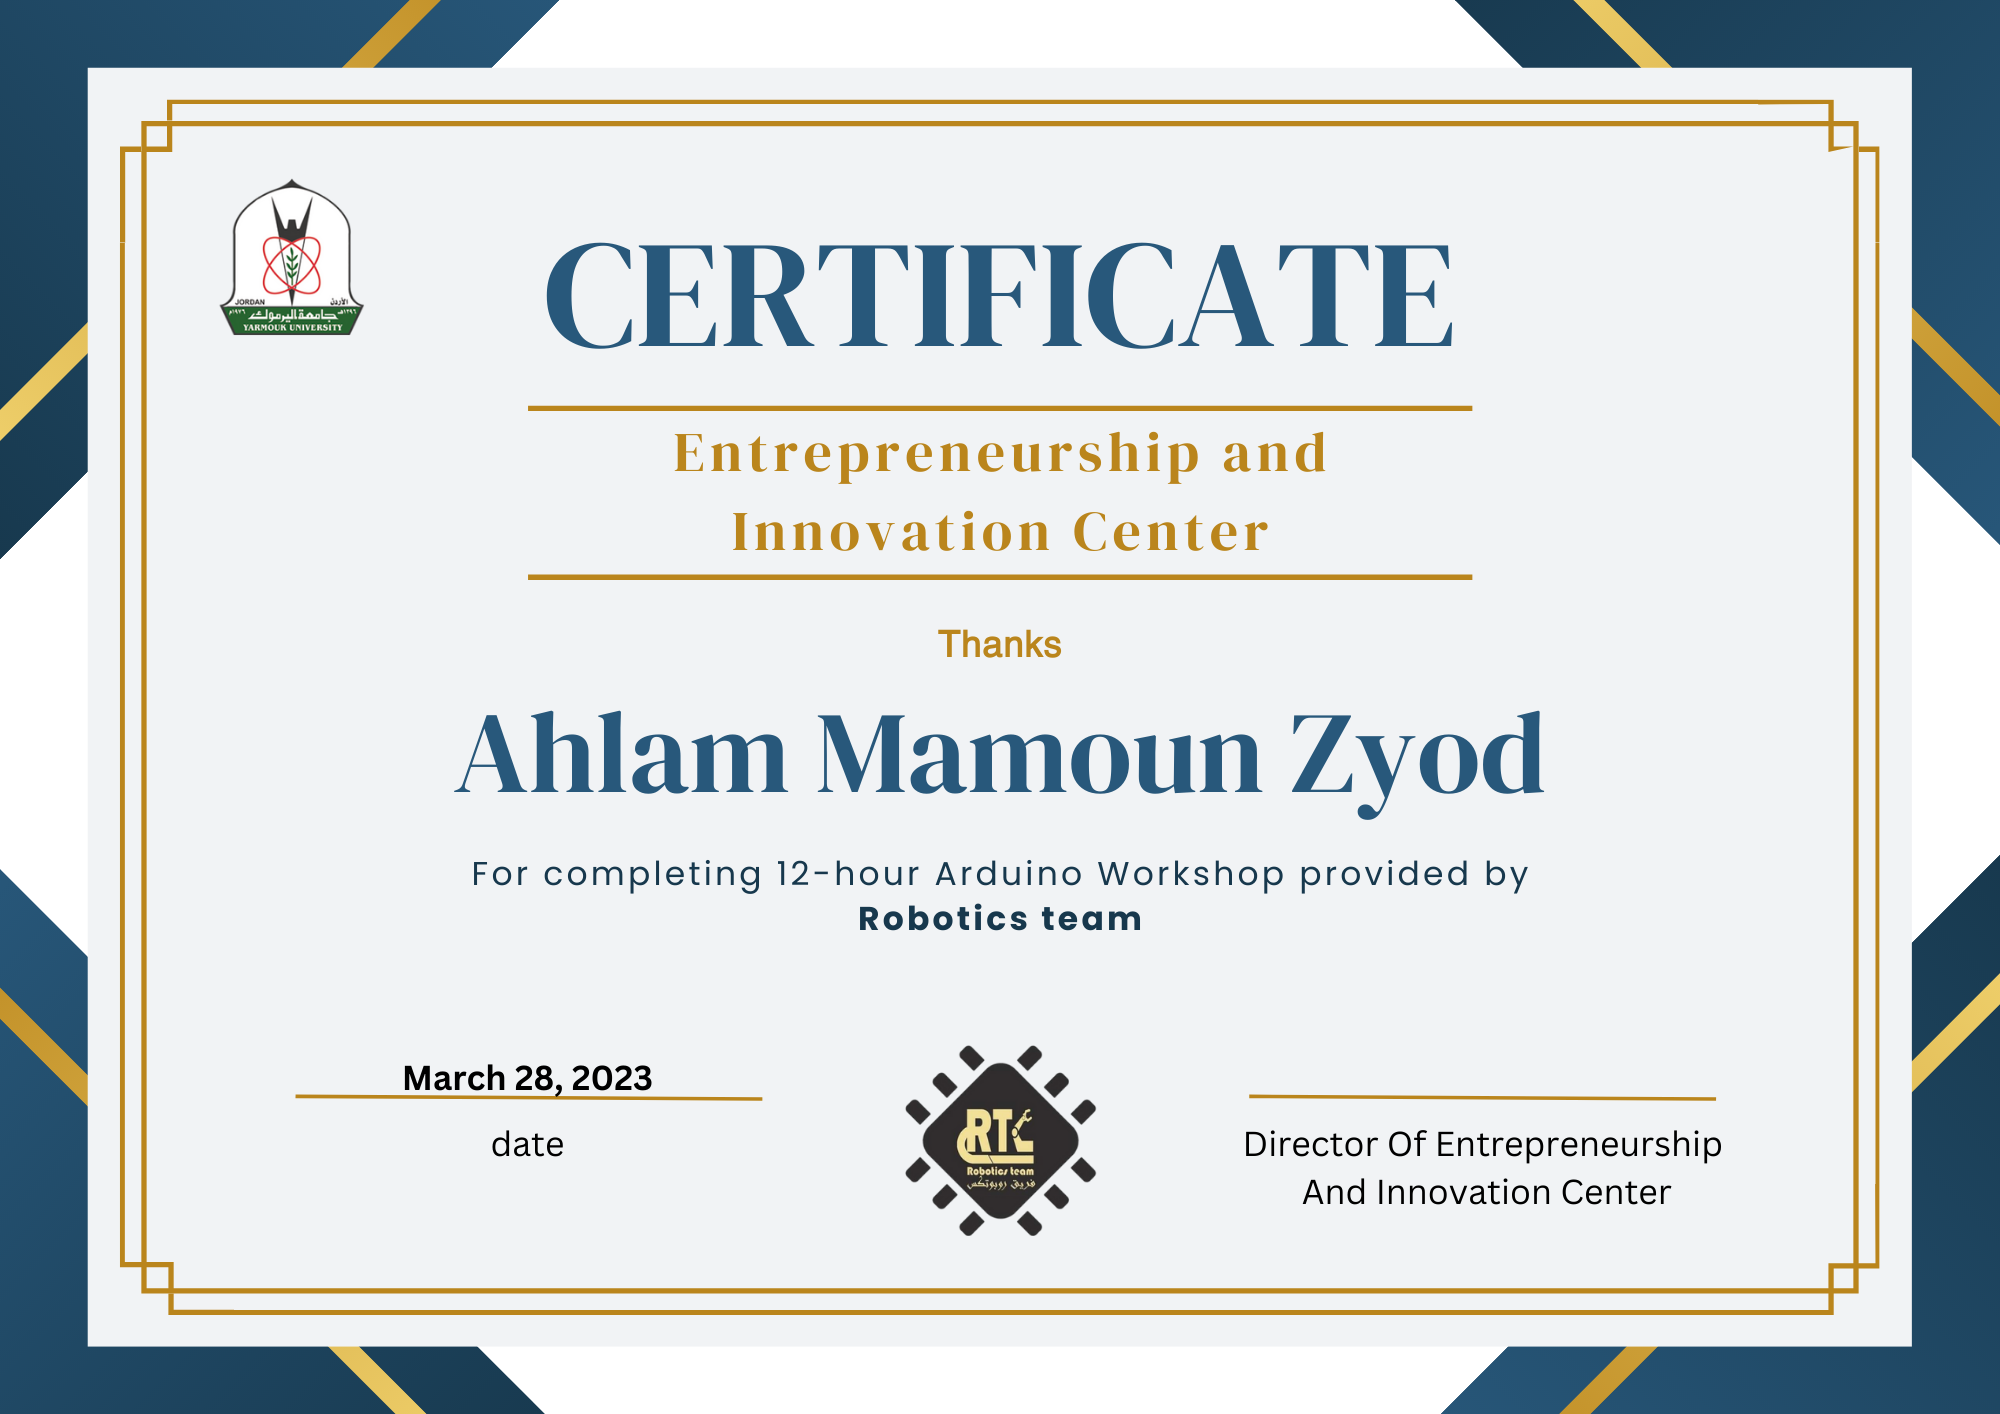 JORDAN الأردن
١٩٧٦م جامعة اليرموك ١٣٩٦هـ
YARMOUK UNIVERSITY
CERTIFICATE
Entrepreneurship and
Innovation Center
Thanks
Ahlam Mamoun Zyod
For completing 12-hour Arduino Workshop provided by
Robotics team
March 28, 2023
date
RT
Robotics team
فريق روبوتكس
Director Of Entrepreneurship
And Innovation Center